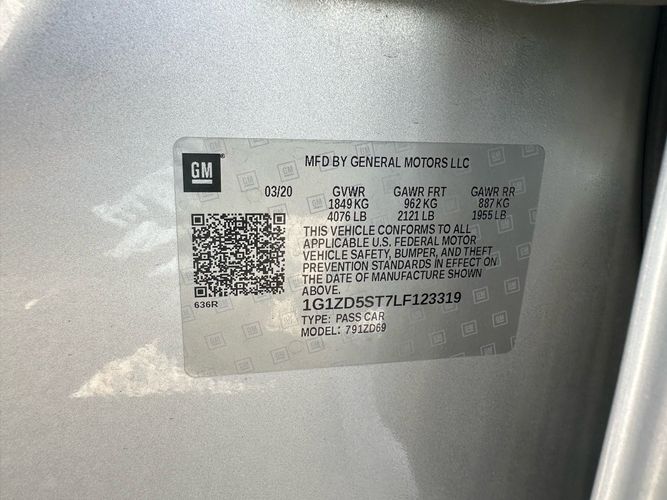 GM
MFD BY GENERAL MOTORS LLC
03/20 GVWR GAWR FRT GAWR RR
1849 KG 962 KG 887 KG
4076 LB 2121 LB 1955 LB
THIS VEHICLE CONFORMS TO ALL
APPLICABLE U.S. FEDERAL MOTOR
VEHICLE SAFETY, BUMPER, AND THEFT
PREVENTION STANDARDS IN EFFECT ON
THE DATE OF MANUFACTURE SHOWN
ABOVE.
636R
1G1ZD5ST7LF123319
TYPE: PASS CAR
MODEL: 791ZD69